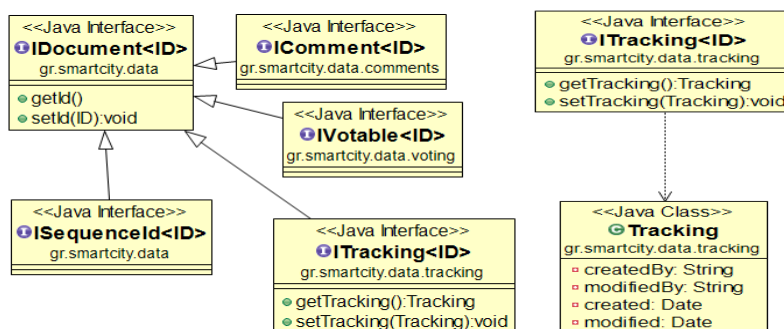 <<Java Interface>>
IDocument<ID>
gr.smartcity.data
getId()
setId(ID):void
<<Java Interface>>
IComment<ID>
gr.smartcity.data.comments
<<Java Interface>>
IVotable<ID>
gr.smartcity.data.voting
<<Java Interface>>
ISequenceId<ID>
gr.smartcity.data
<<Java Interface>>
ITracking<ID>
gr.smartcity.data.tracking
getTracking():Tracking
setTracking(Tracking):void
<<Java Interface>>
ITracking<ID>
gr.smartcity.data.tracking
getTracking():Tracking
setTracking(Tracking):void
<<Java Class>>
Tracking
gr.smartcity.data.tracking
createdBy: String
modifiedBy: String
created: Date
modified: Date